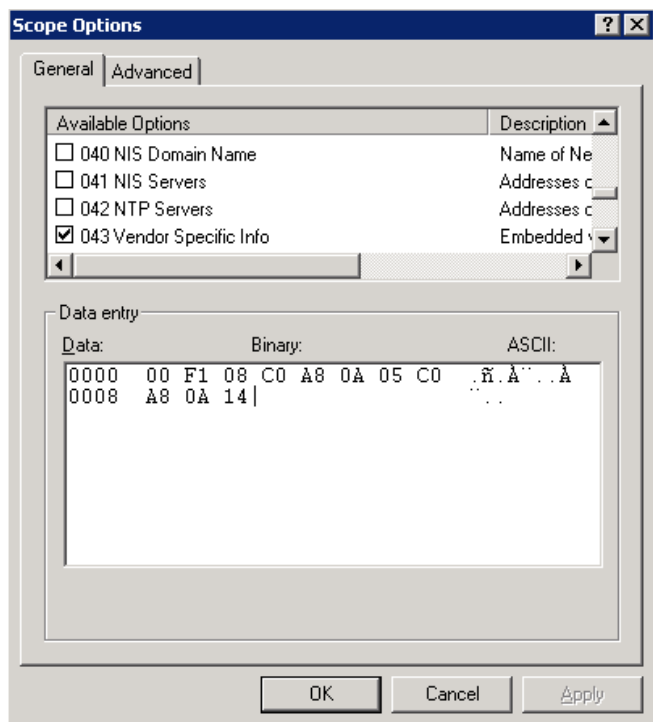 Scope Options
General Advanced
Available Options Description
040 NIS Domain Name Name of Ne
041 NIS Servers Addresses c
042 NTP Servers Addresses c
043 Vendor Specific Info Embedded v
Data entry
Data: Binary: ASCII:
0000 00 F1 08 C0 A8 0A 05 C0 .ñ.À¨..À
0008 A8 0A 14 ¨..
OK Cancel Apply